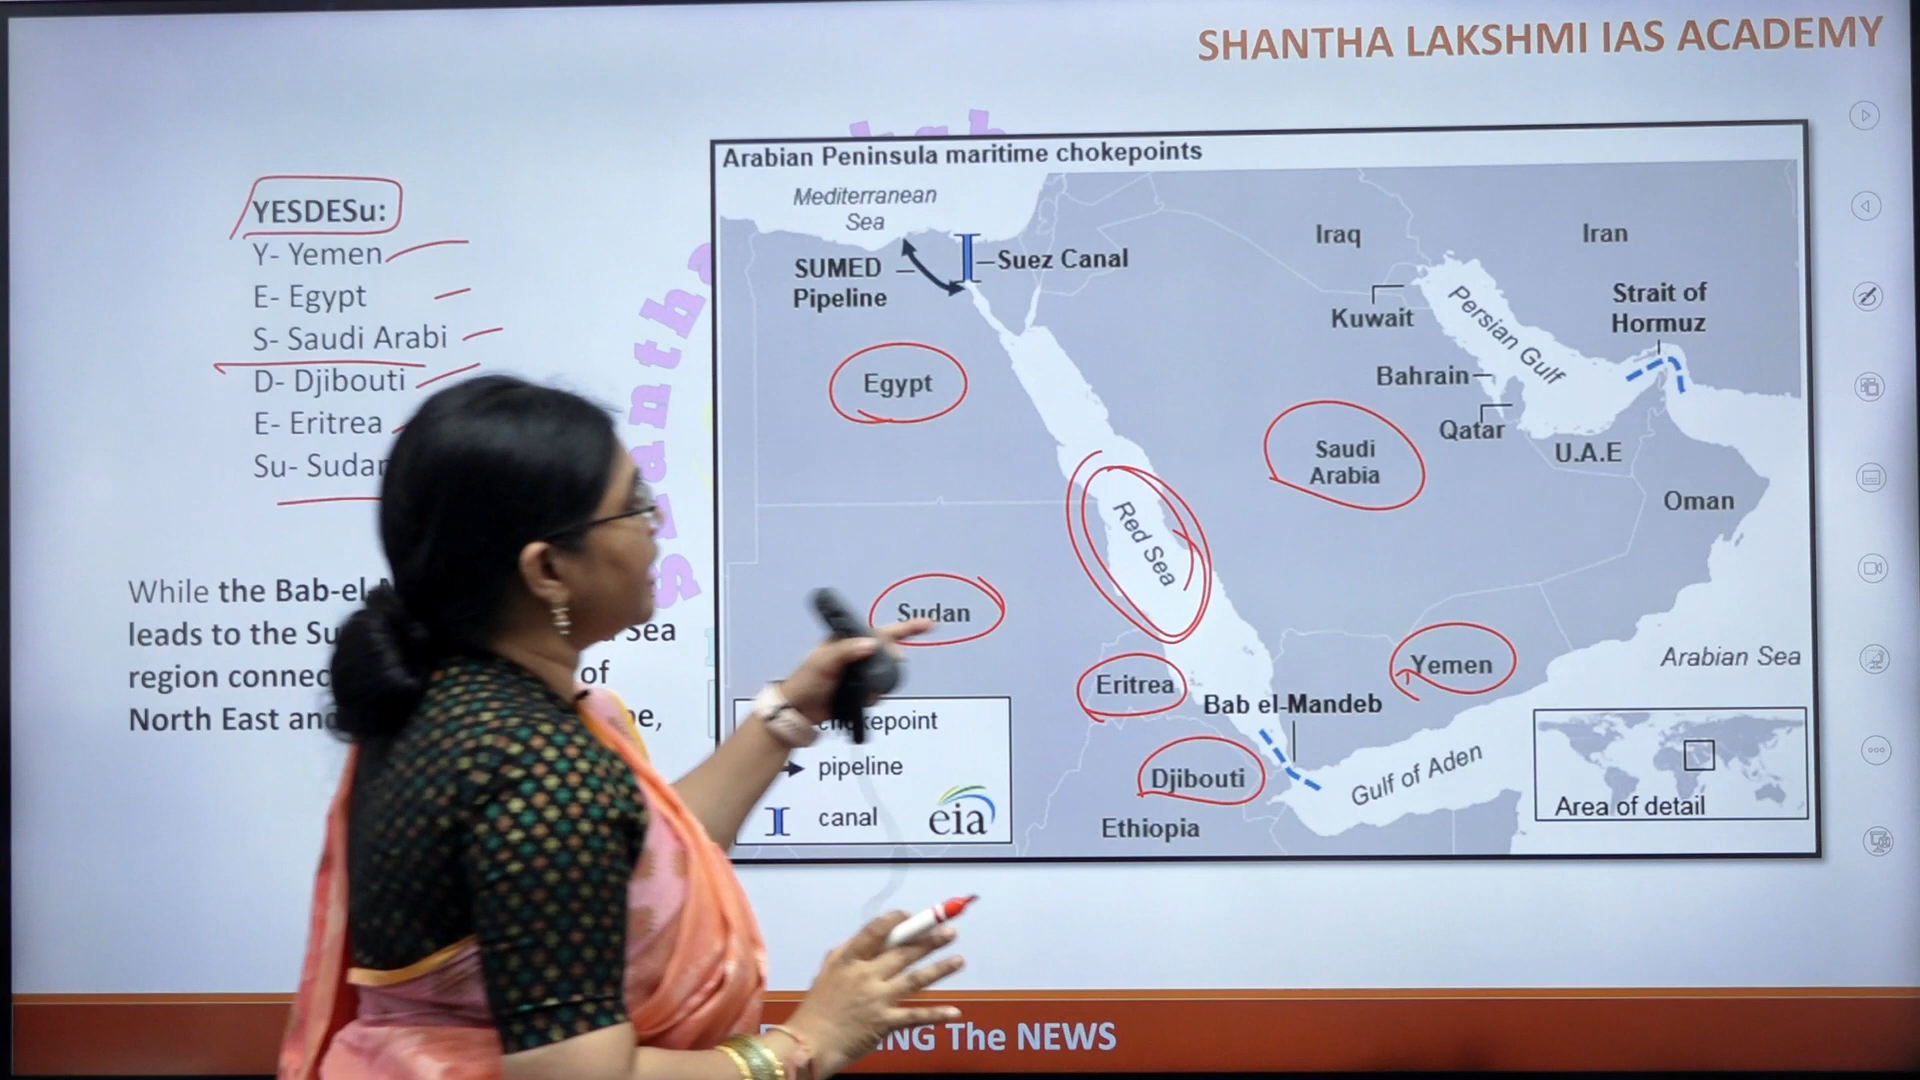 SHANTHA LAKSHMI IAS ACADEMY
YESDESu:
Y- Yemen
E- Egypt
S- Saudi Arabi
D- Djibouti
E- Eritrea
Su- Sudan
While the Bab-el-
leads to the Su Sea
region connec of
North East and
Arabian Peninsula maritime chokepoints
Mediterranean
Sea
SUMED
Pipeline
Suez Canal
Iraq
Iran
Kuwait
Persian Gulf
Strait of
Hormuz
Bahrain
Qatar
U.A.E
Egypt
Saudi
Arabia
Oman
Red Sea
Sudan
Eritrea
Yemen
Arabian Sea
Bab el-Mandeb
Djibouti
Gulf of Aden
Ethiopia
chokepoint
pipeline
canal
eia
Area of detail
The NEWS